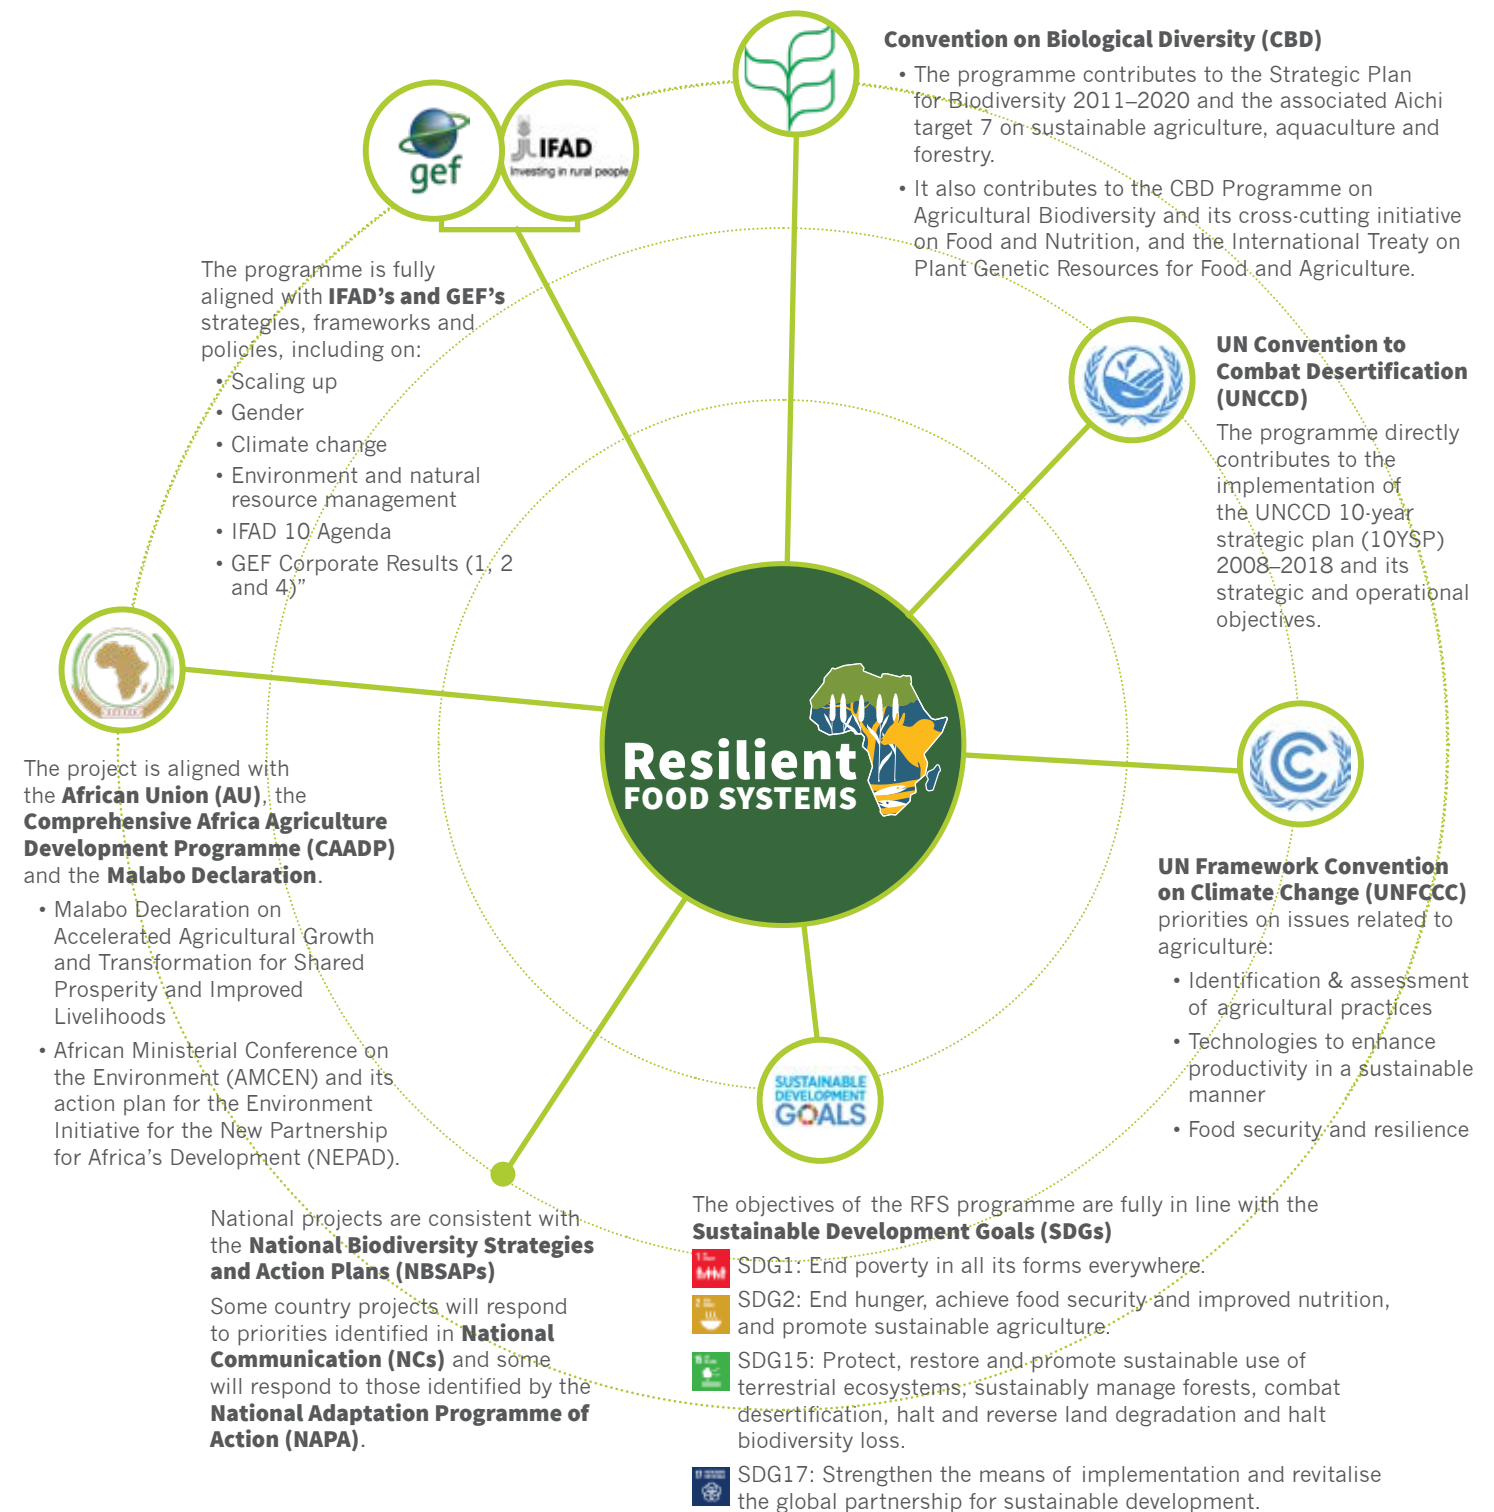 Convention on Biological Diversity (CBD)
• The programme contributes to the Strategic Plan
for Biodiversity 2011–2020 and the associated Aichi
target 7 on sustainable agriculture, aquaculture and
forestry.
• It also contributes to the CBD Programme on
Agricultural Biodiversity and its cross-cutting initiative
on Food and Nutrition, and the International Treaty on
Plant Genetic Resources for Food and Agriculture.
gef
IFAD
Investing in rural people
The programme is fully
aligned with IFAD’s and GEF’s
strategies, frameworks and
policies, including on:
• Scaling up
• Gender
• Climate change
• Environment and natural
resource management
• IFAD 10 Agenda
• GEF Corporate Results (1, 2
and 4)”
UN Convention to
Combat Desertification
(UNCCD)
The programme directly
contributes to the
implementation of
the UNCCD 10-year
strategic plan (10YSP)
2008–2018 and its
strategic and operational
objectives.
Resilient
FOOD SYSTEMS
The project is aligned with
the African Union (AU), the
Comprehensive Africa Agriculture
Development Programme (CAADP)
and the Malabo Declaration.
• Malabo Declaration on
Accelerated Agricultural Growth
and Transformation for Shared
Prosperity and Improved
Livelihoods
• African Ministerial Conference on
the Environment (AMCEN) and its
action plan for the Environment
Initiative for the New Partnership
for Africa’s Development (NEPAD).
UN Framework Convention
on Climate Change (UNFCCC)
priorities on issues related to
agriculture:
• Identification & assessment
of agricultural practices
• Technologies to enhance
productivity in a sustainable
manner
• Food security and resilience
SUSTAINABLE
DEVELOPMENT
GOALS
National projects are consistent with
the National Biodiversity Strategies
and Action Plans (NBSAPs)
Some country projects will respond
to priorities identified in National
Communication (NCs) and some
will respond to those identified by the
National Adaptation Programme of
Action (NAPA).
The objectives of the RFS programme are fully in line with the
Sustainable Development Goals (SDGs)
SDG1: End poverty in all its forms everywhere.
SDG2: End hunger, achieve food security and improved nutrition,
and promote sustainable agriculture.
SDG15: Protect, restore and promote sustainable use of
terrestrial ecosystems, sustainably manage forests, combat
desertification, halt and reverse land degradation and halt
biodiversity loss.
SDG17: Strengthen the means of implementation and revitalise
the global partnership for sustainable development.